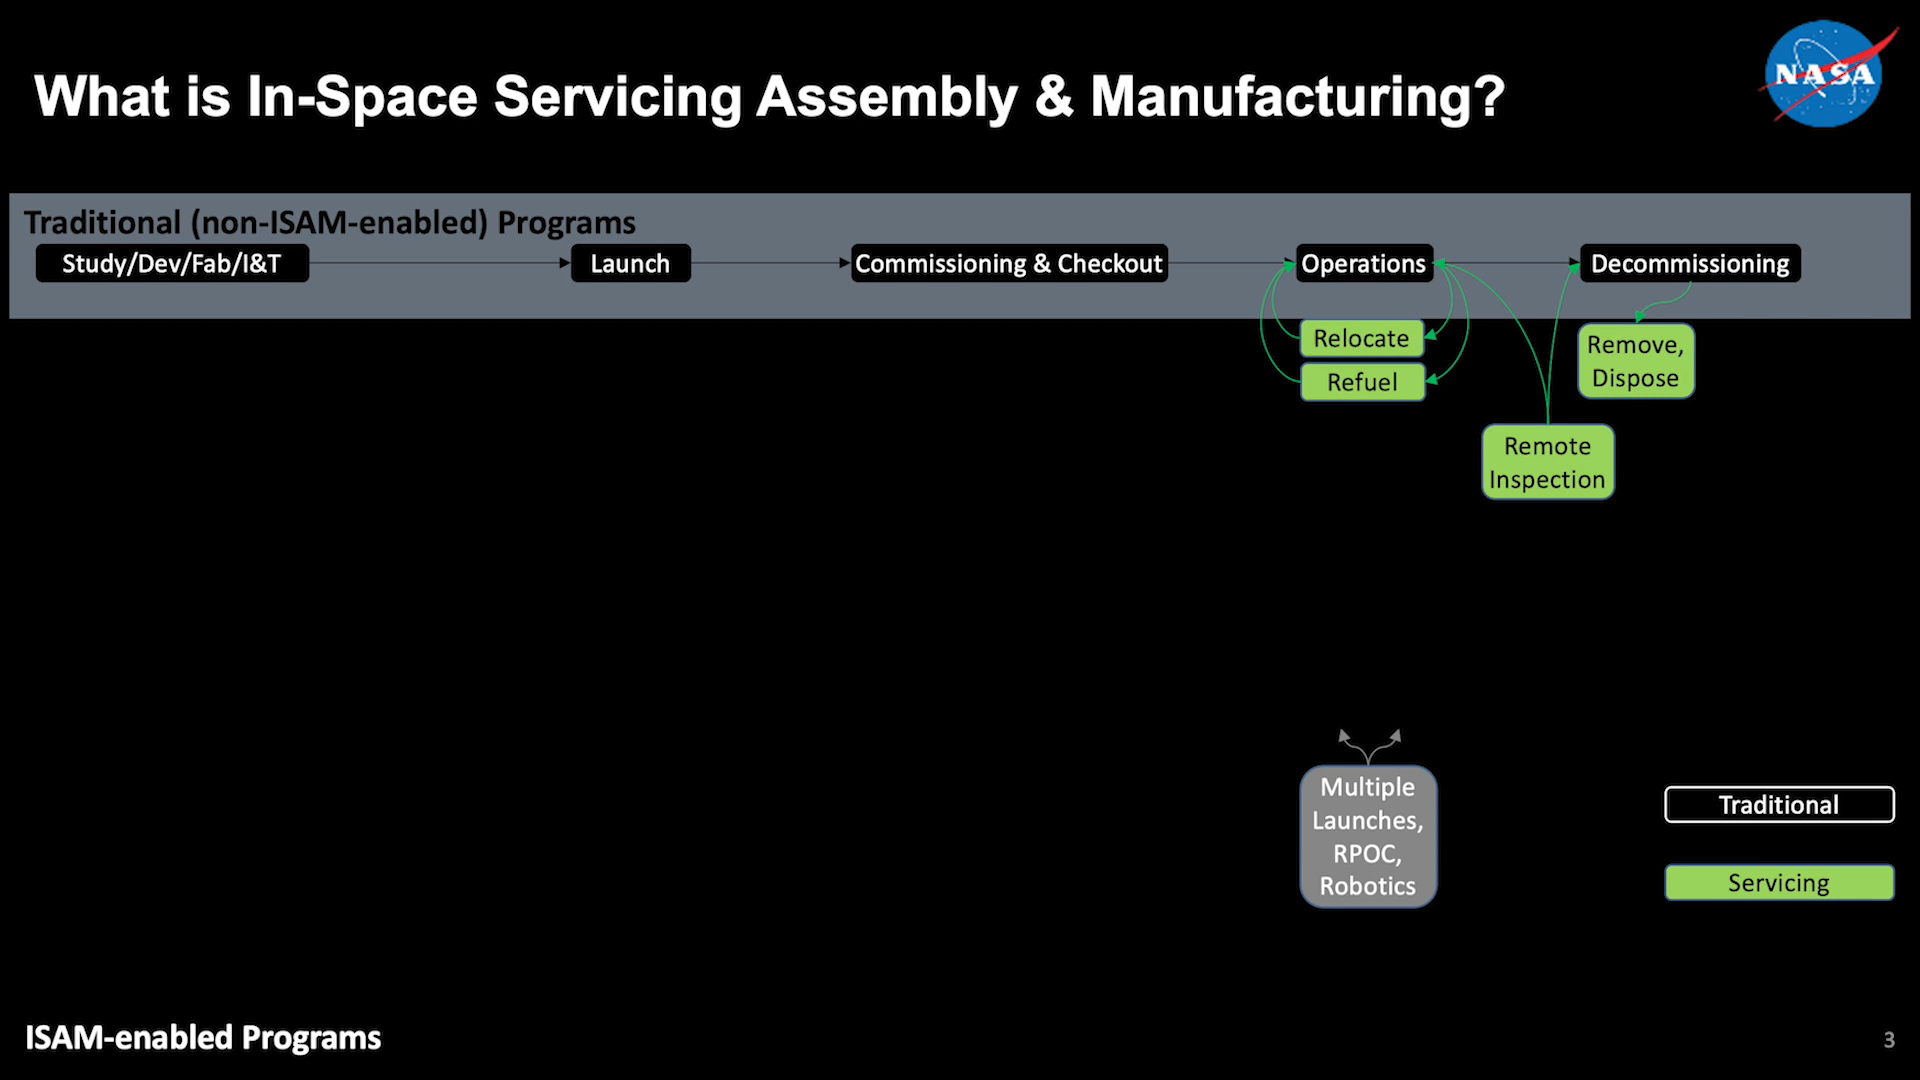 What is In-Space Servicing Assembly & Manufacturing?
NASA
Traditional (non-ISAM-enabled) Programs
Study/Dev/Fab/I&T
Launch
Commissioning & Checkout
Operations
Decommissioning
Relocate
Refuel
Remove,
Dispose
Remote
Inspection
Multiple
Launches,
RPOC,
Robotics
Traditional
Servicing
ISAM-enabled Programs
3